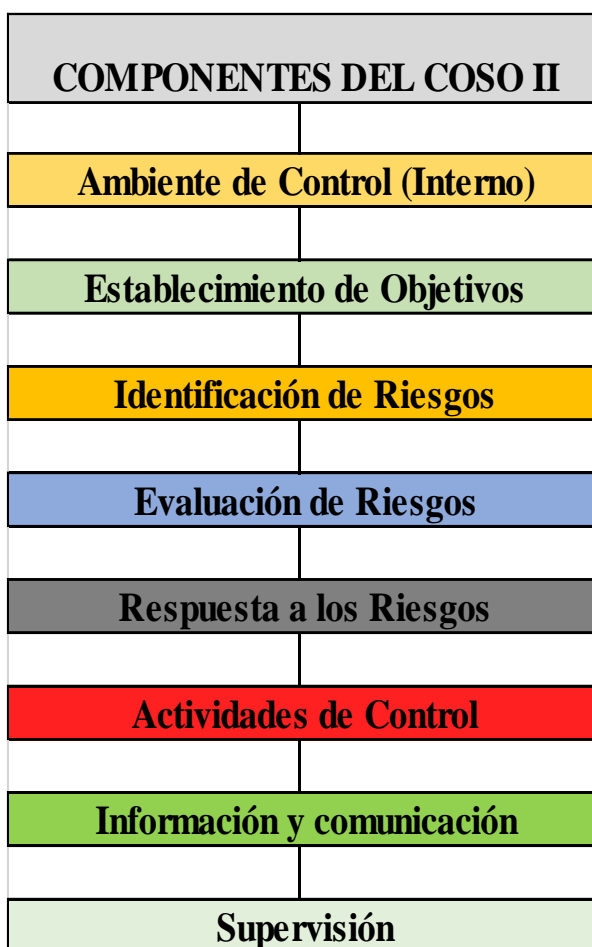 COMPONENTES DEL COSO II
Ambiente de Control (Interno)
Establecimiento de Objetivos
Identificación de Riesgos
Evaluación de Riesgos
Respuesta a los Riesgos
Actividades de Control
Información y comunicación
Supervisión